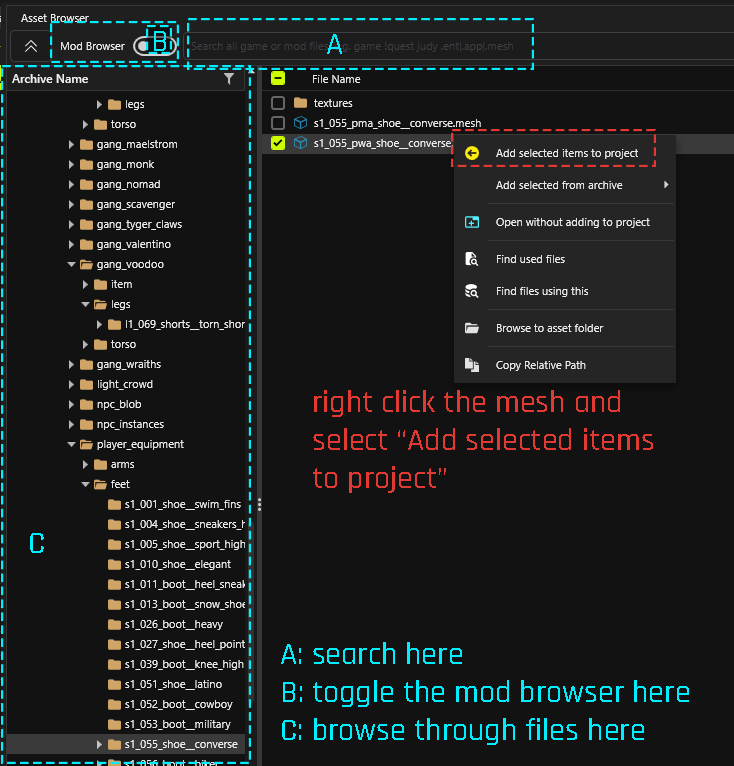 Asset Browser
Mod Browser
B
Search all game or mod files, e.g. game |quest judy .ent|.app|.mesh
A
Archive Name
File Name
legs
torso
gang_maelstrom
gang_monk
gang_nomad
gang_scavenger
gang_tyger_claws
gang_valentino
gang_voodoo
item
legs
l1_069_shorts__torn_shor
torso
gang_wraiths
light_crowd
npc_blob
npc_instances
player_equipment
arms
feet
s1_001_shoe__swim_fins
s1_004_shoe__sneakers_h
s1_005_shoe__sport_high
s1_010_shoe__elegant
s1_011_boot__heel_sneak
s1_013_boot__snow_shoe
s1_026_boot__heavy
s1_027_shoe__heel_point
s1_039_boot__knee_high
s1_051_shoe__latino
s1_052_boot__cowboy
s1_053_boot__military
s1_055_shoe__converse
s1_056_boot__biker
C
textures
s1_055_pma_shoe__converse.mesh
s1_055_pwa_shoe__converse.
Add selected items to project
Add selected from archive
Open without adding to project
Find used files
Find files using this
Browse to asset folder
Copy Relative Path
right click the mesh and
select “Add selected items
to project”
A: search here
B: toggle the mod browser here
C: browse through files here